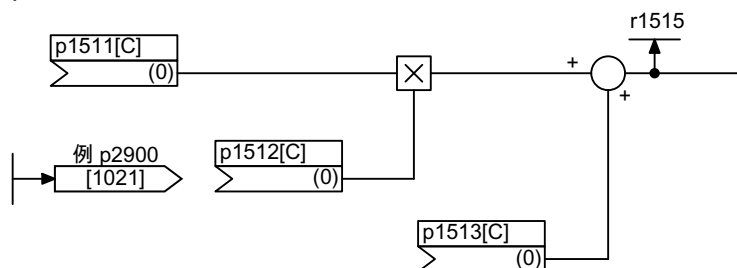 r1515
p1511[C]
(0)
+
+
例 p2900
[1021]
p1512[C]
(0)
p1513[C]
(0)